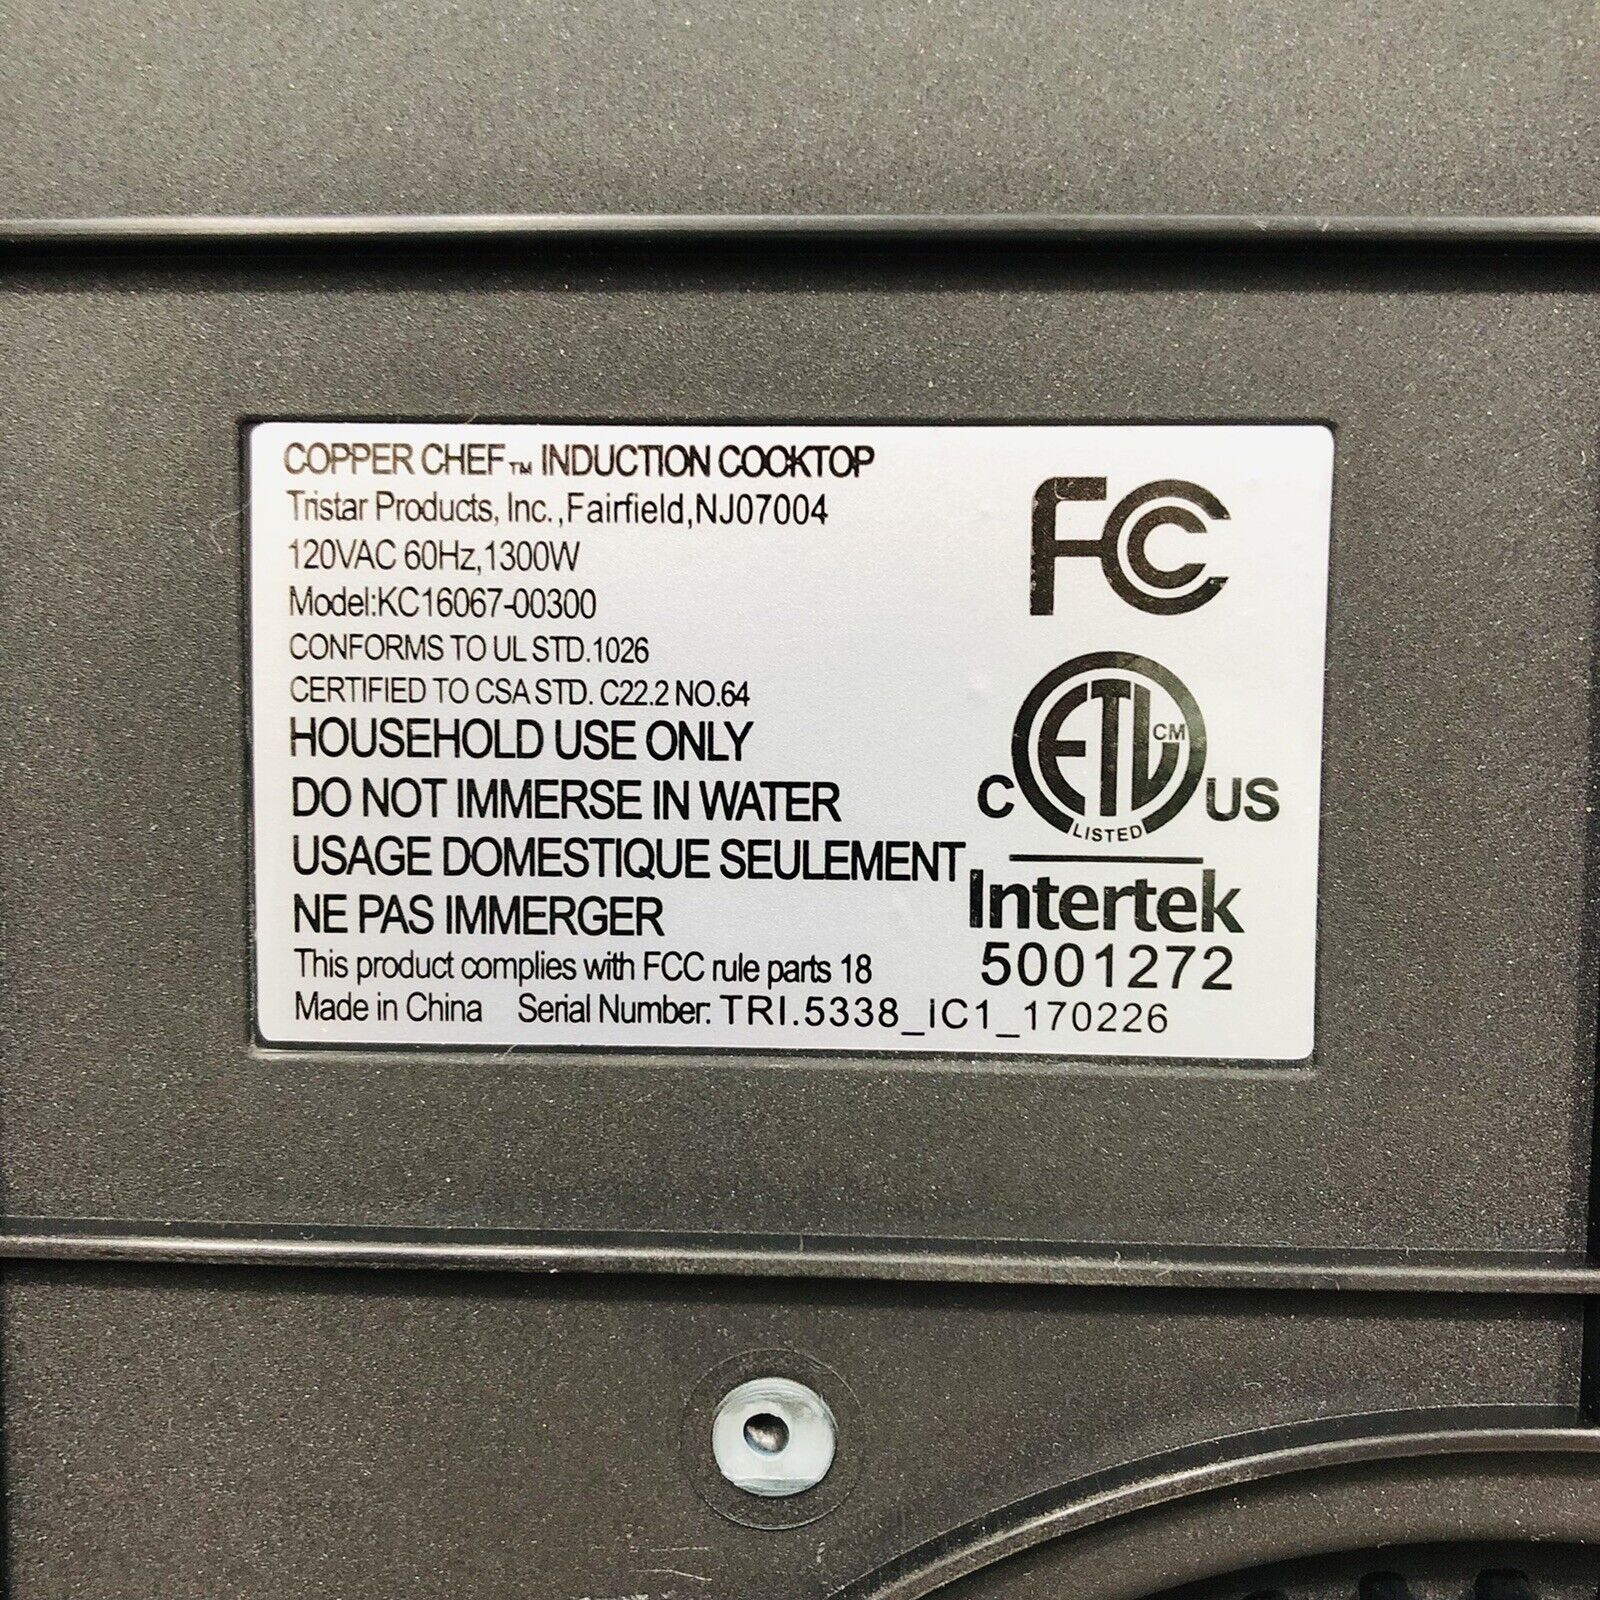 COPPER CHEF™ INDUCTION COOKTOP
Tristar Products, Inc.,Fairfield,NJ07004
120VAC 60Hz,1300W
Model:KC16067-00300
CONFORMS TO UL STD.1026
CERTIFIED TO CSA STD. C22.2 NO.64
HOUSEHOLD USE ONLY
DO NOT IMMERSE IN WATER
USAGE DOMESTIQUE SEULEMENT
NE PAS IMMERGER
This product complies with FCC rule parts 18
Made in China Serial Number: TRI.5338_IC1_170226
FC
ETL CM
C US
LISTED
Intertek
5001272